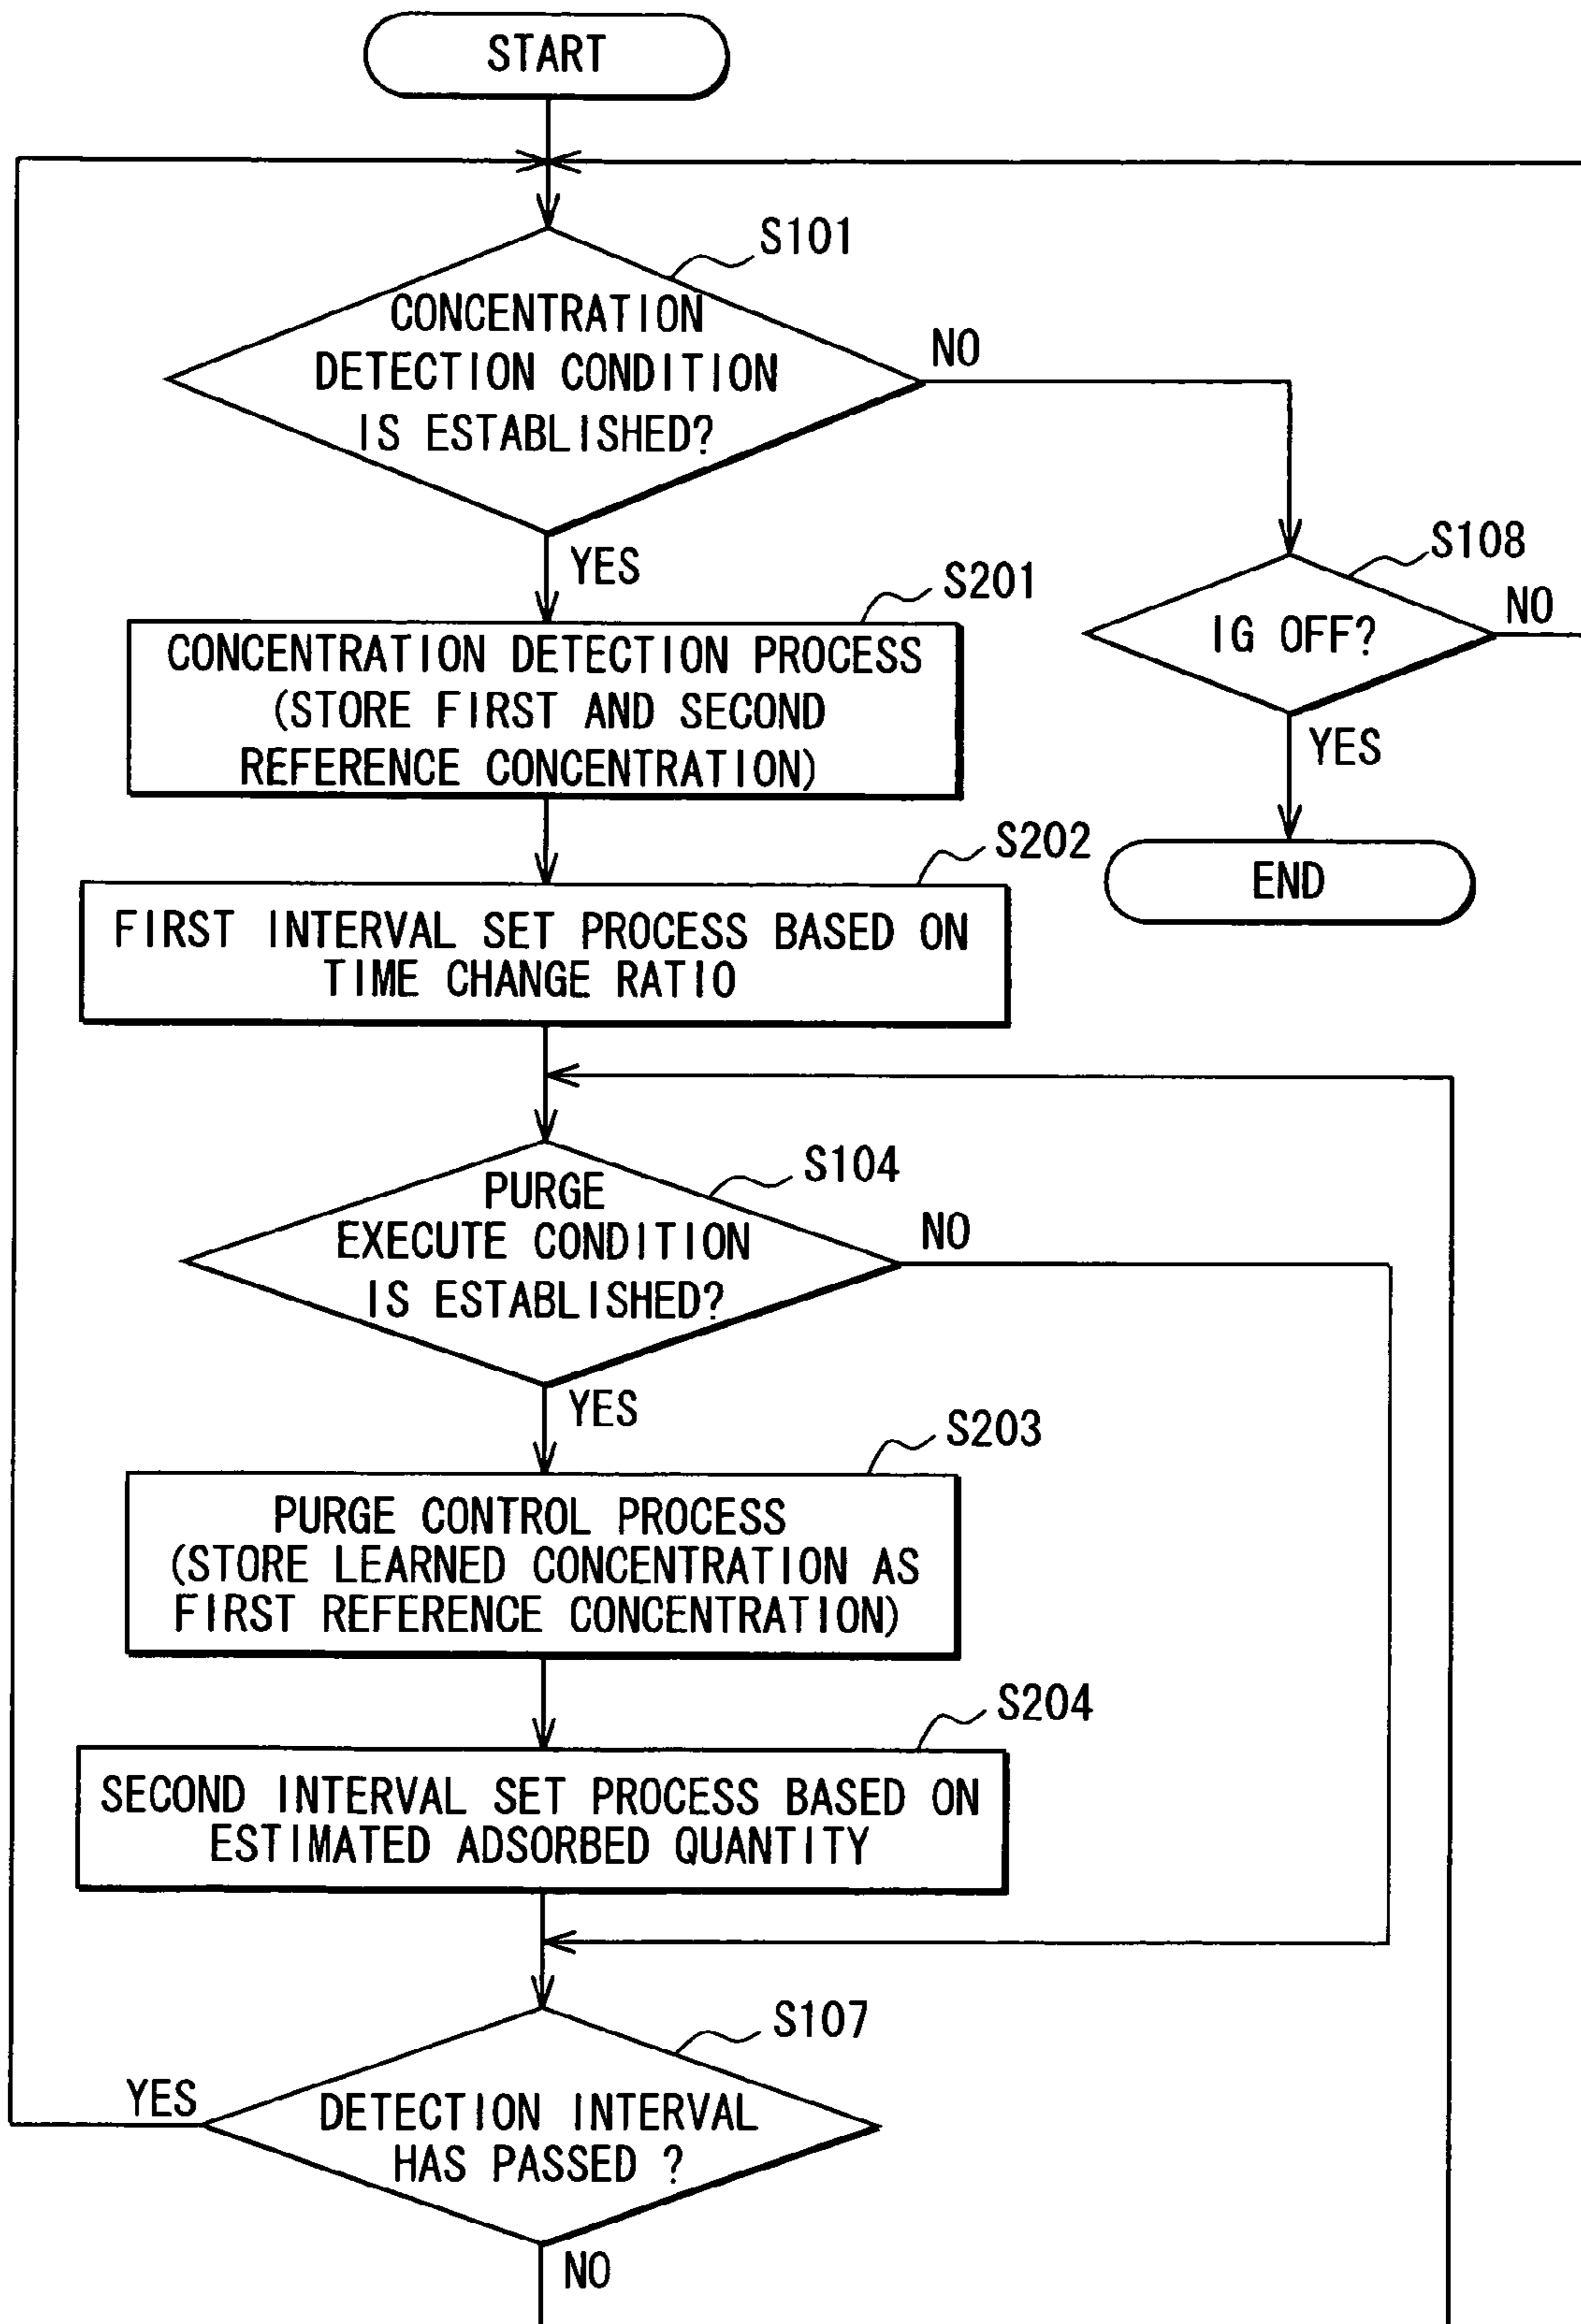 START
S101
CONCENTRATION
DETECTION CONDITION
IS ESTABLISHED?
NO
YES
S108
IG OFF?
NO
YES
END
S201
CONCENTRATION DETECTION PROCESS
(STORE FIRST AND SECOND
REFERENCE CONCENTRATION)
S202
FIRST INTERVAL SET PROCESS BASED ON
TIME CHANGE RATIO
S104
PURGE
EXECUTE CONDITION
IS ESTABLISHED?
NO
YES
S203
PURGE CONTROL PROCESS
(STORE LEARNED CONCENTRATION AS
FIRST REFERENCE CONCENTRATION)
S204
SECOND INTERVAL SET PROCESS BASED ON
ESTIMATED ADSORBED QUANTITY
S107
YES
DETECTION INTERVAL
HAS PASSED ?
NO